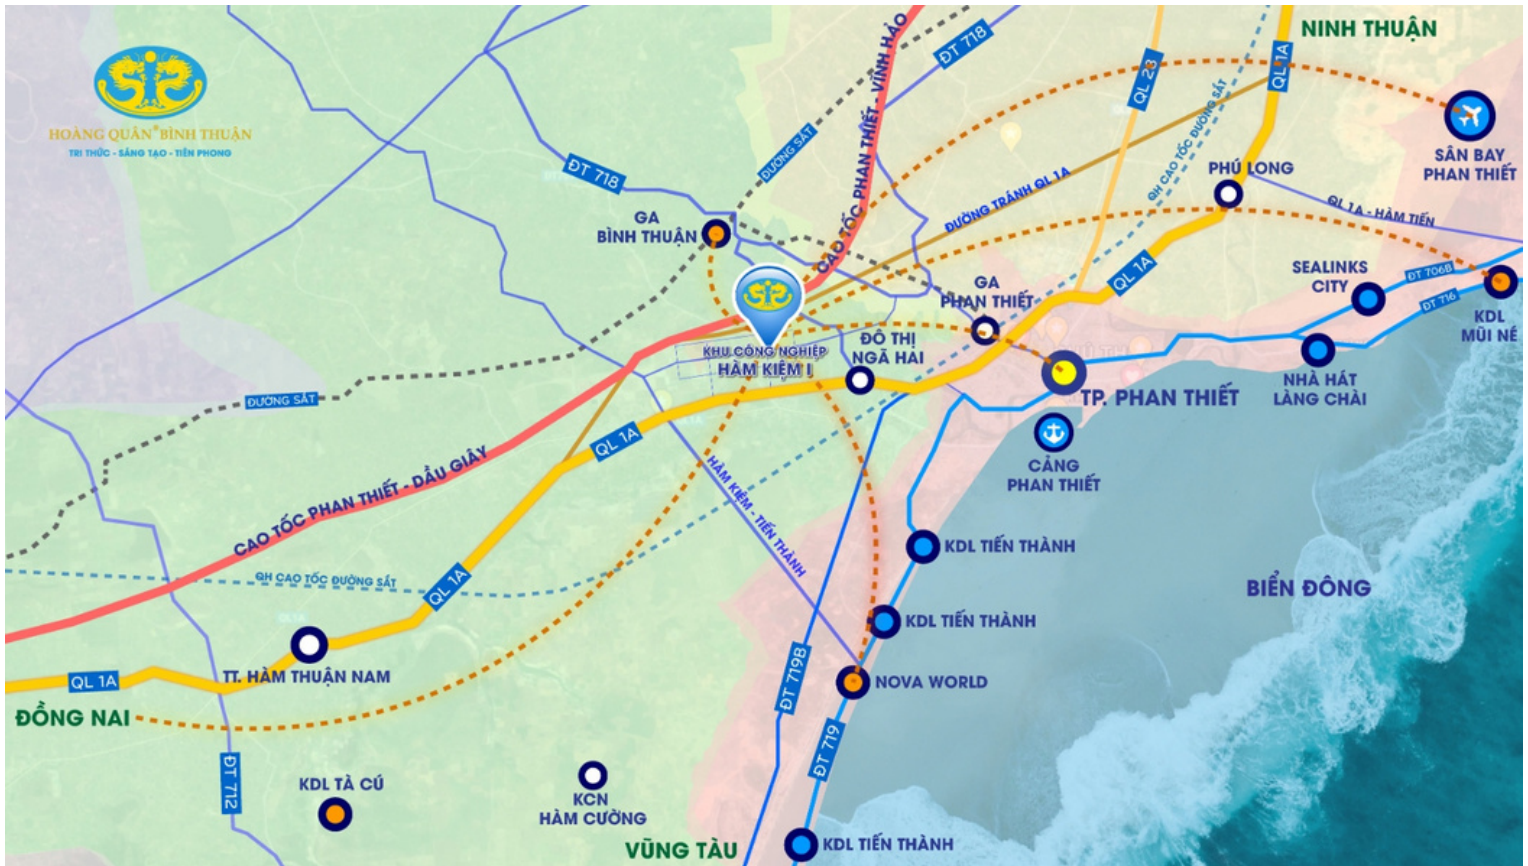 NINH THUẬN
HOÀNG QUÂN® BÌNH THUẬN
TRI THỨC - SÁNG TẠO - TIÊN PHONG
ĐT 718
CAO TỐC PHAN THIẾT - VĨNH HẢO
QL 28
QL 1A
ĐƯỜNG SẮT
QH CAO TỐC ĐƯỜNG SẮT
SÂN BAY
PHAN THIẾT
ĐT 718
PHÚ LONG
ĐƯỜNG TRÁNH QL 1A
QL 1A - HÀM TIẾN
GA
BÌNH THUẬN
QL 1A
SEALINKS
CITY
ĐT 706B
ĐT 716
GA
PHAN THIẾT
KDL
MŨI NÉ
KHU CÔNG NGHIỆP
HÀM KIỆM I
ĐÔ THỊ
NGÃ HAI
NHÀ HÁT
LÀNG CHÀI
TP. PHAN THIẾT
ĐƯỜNG SẮT
QL 1A
CẢNG
PHAN THIẾT
CAO TỐC PHAN THIẾT - DẦU GIÂY
HÀM KIỆM - TIẾN THÀNH
KDL TIẾN THÀNH
QH CAO TỐC ĐƯỜNG SẮT
QL 1A
BIỂN ĐÔNG
KDL TIẾN THÀNH
TT. HÀM THUẬN NAM
QL 1A
ĐT 719B
NOVA WORLD
ĐỒNG NAI
ĐT 719
ĐT 712
KDL TÀ CÚ
KCN
HÀM CƯỜNG
VŨNG TÀU
KDL TIẾN THÀNH